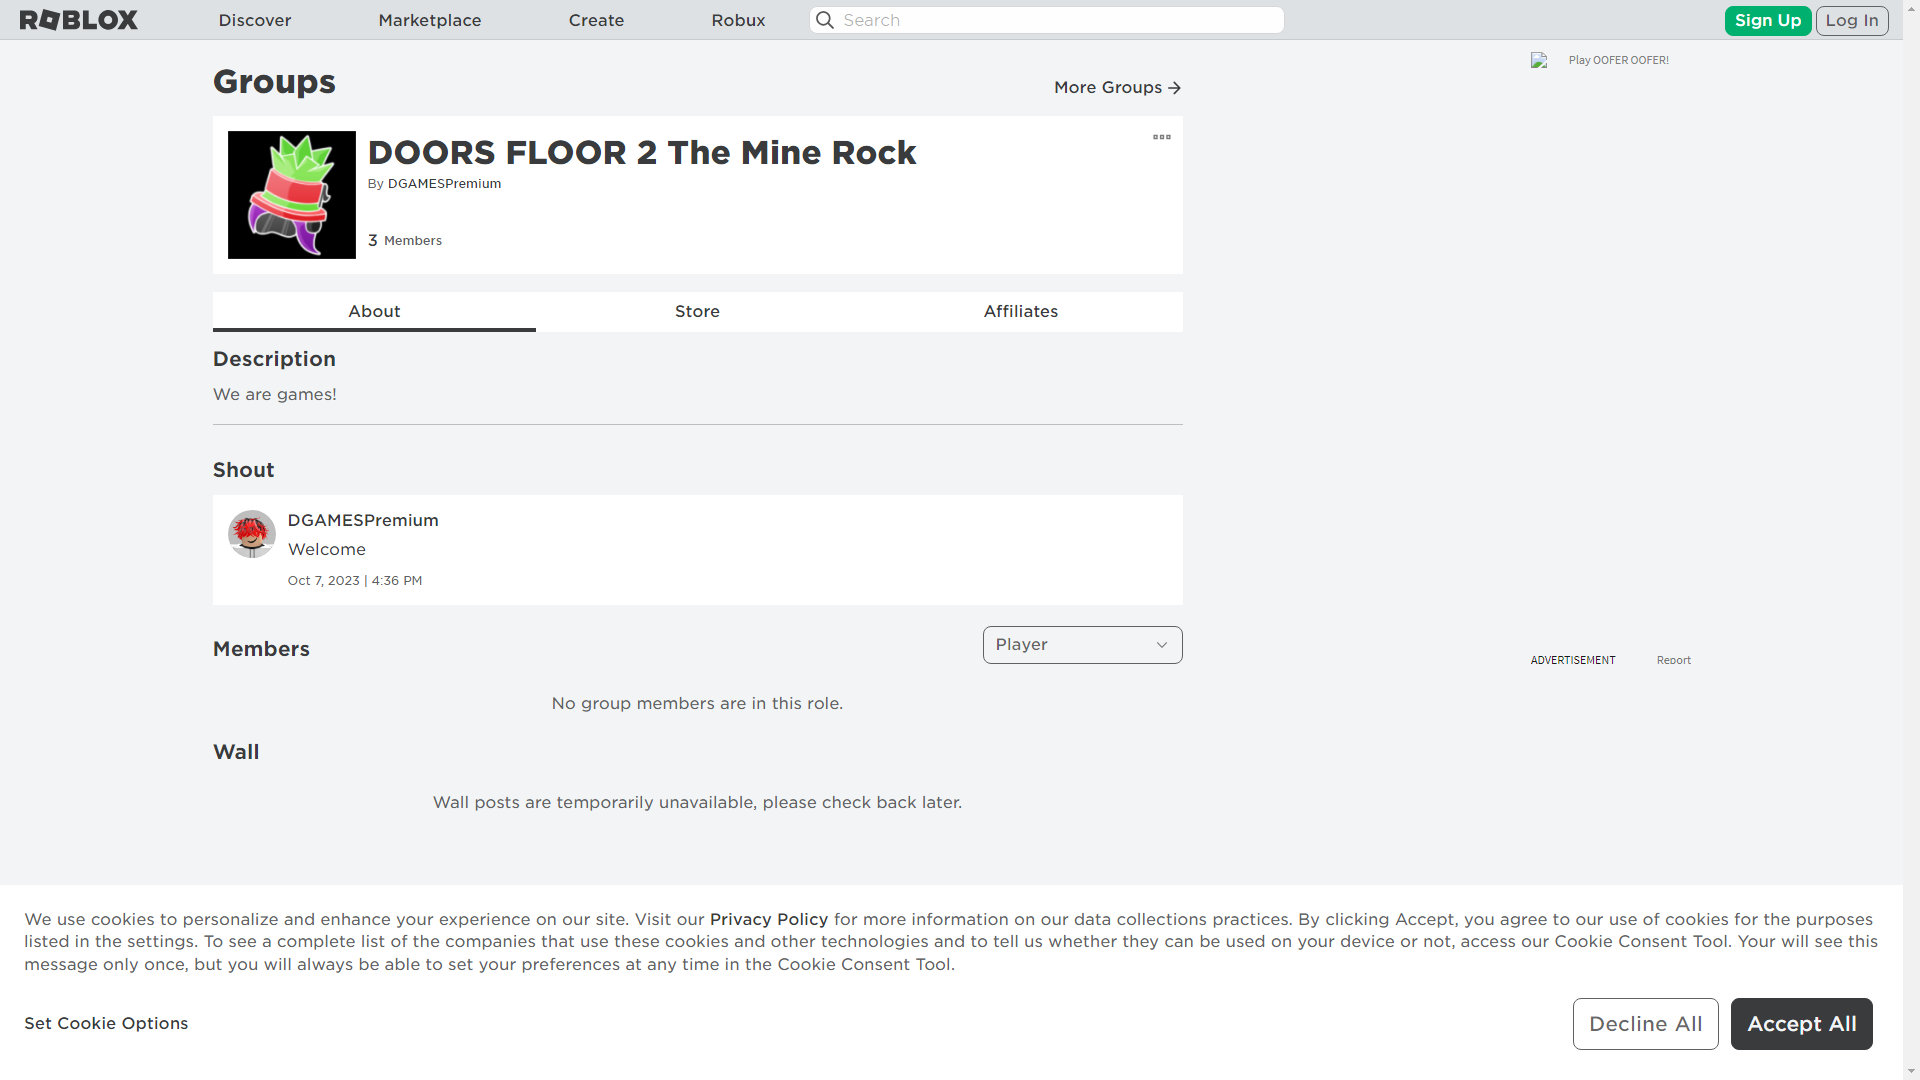 ROBLOX Discover Marketplace Create Robux Search Sign Up Log In
Play OOFER OOFER!
Groups
More Groups
DOORS FLOOR 2 The Mine Rock
By DGAMESPremium
3 Members
About Store Affiliates
Description
We are games!
Shout
DGAMESPremium
Welcome
Oct 7, 2023 | 4:36 PM
Members
Player
ADVERTISEMENT Report
No group members are in this role.
Wall
Wall posts are temporarily unavailable, please check back later.
We use cookies to personalize and enhance your experience on our site. Visit our Privacy Policy for more information on our data collections practices. By clicking Accept, you agree to our use of cookies for the purposes
listed in the settings. To see a complete list of the companies that use these cookies and other technologies and to tell us whether they can be used on your device or not, access our Cookie Consent Tool. Your will see this
message only once, but you will always be able to set your preferences at any time in the Cookie Consent Tool.
Set Cookie Options
Decline All
Accept All